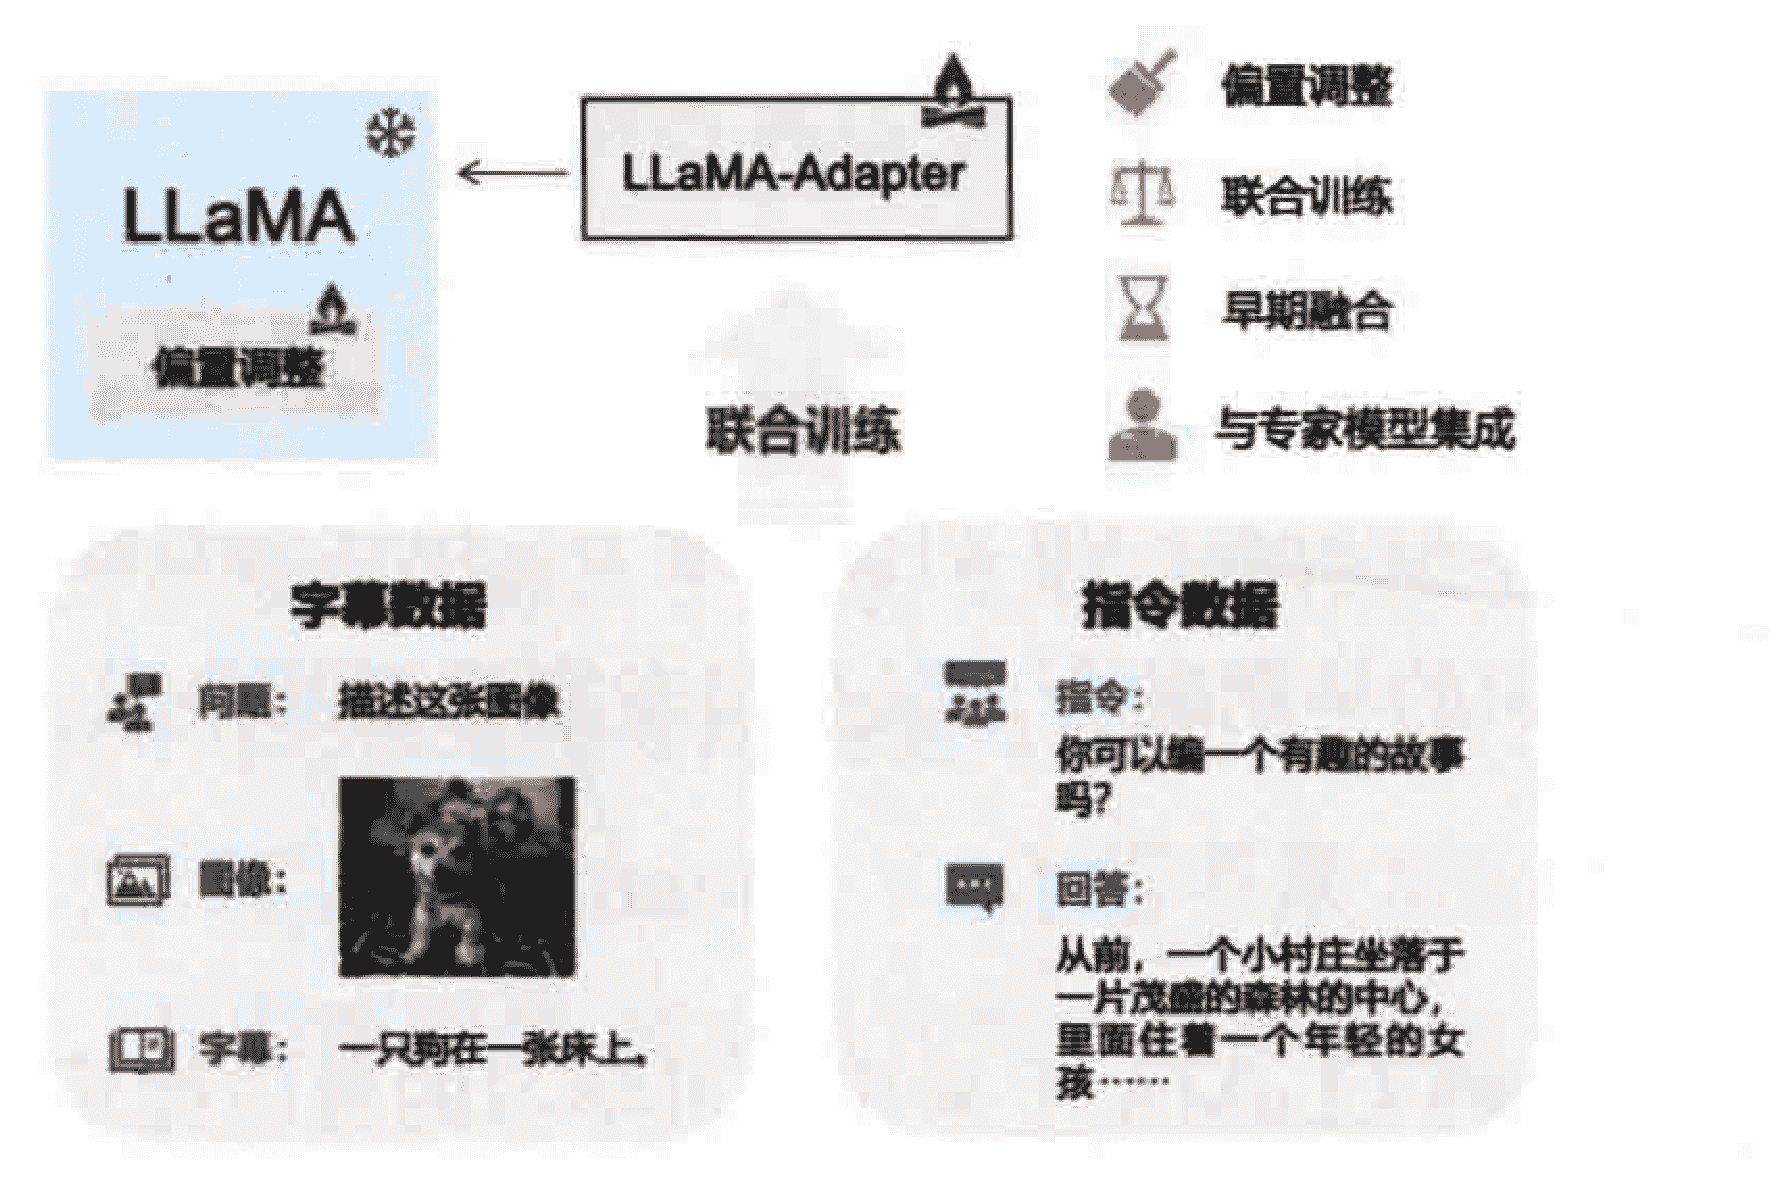 LLaMA
偏置调整
LLaMA-Adapter
联合训练
偏置调整
联合训练
早期融合
与专家模型集成
字幕数据
问题： 描述这张图像
图像：
字幕： 一只狗在一张床上。
指令数据
指令：
你可以编一个有趣的故事
吗？
回答：
从前，一个小村庄坐落于
一片茂盛的森林的中心，
里面住着一个年轻的女
孩……